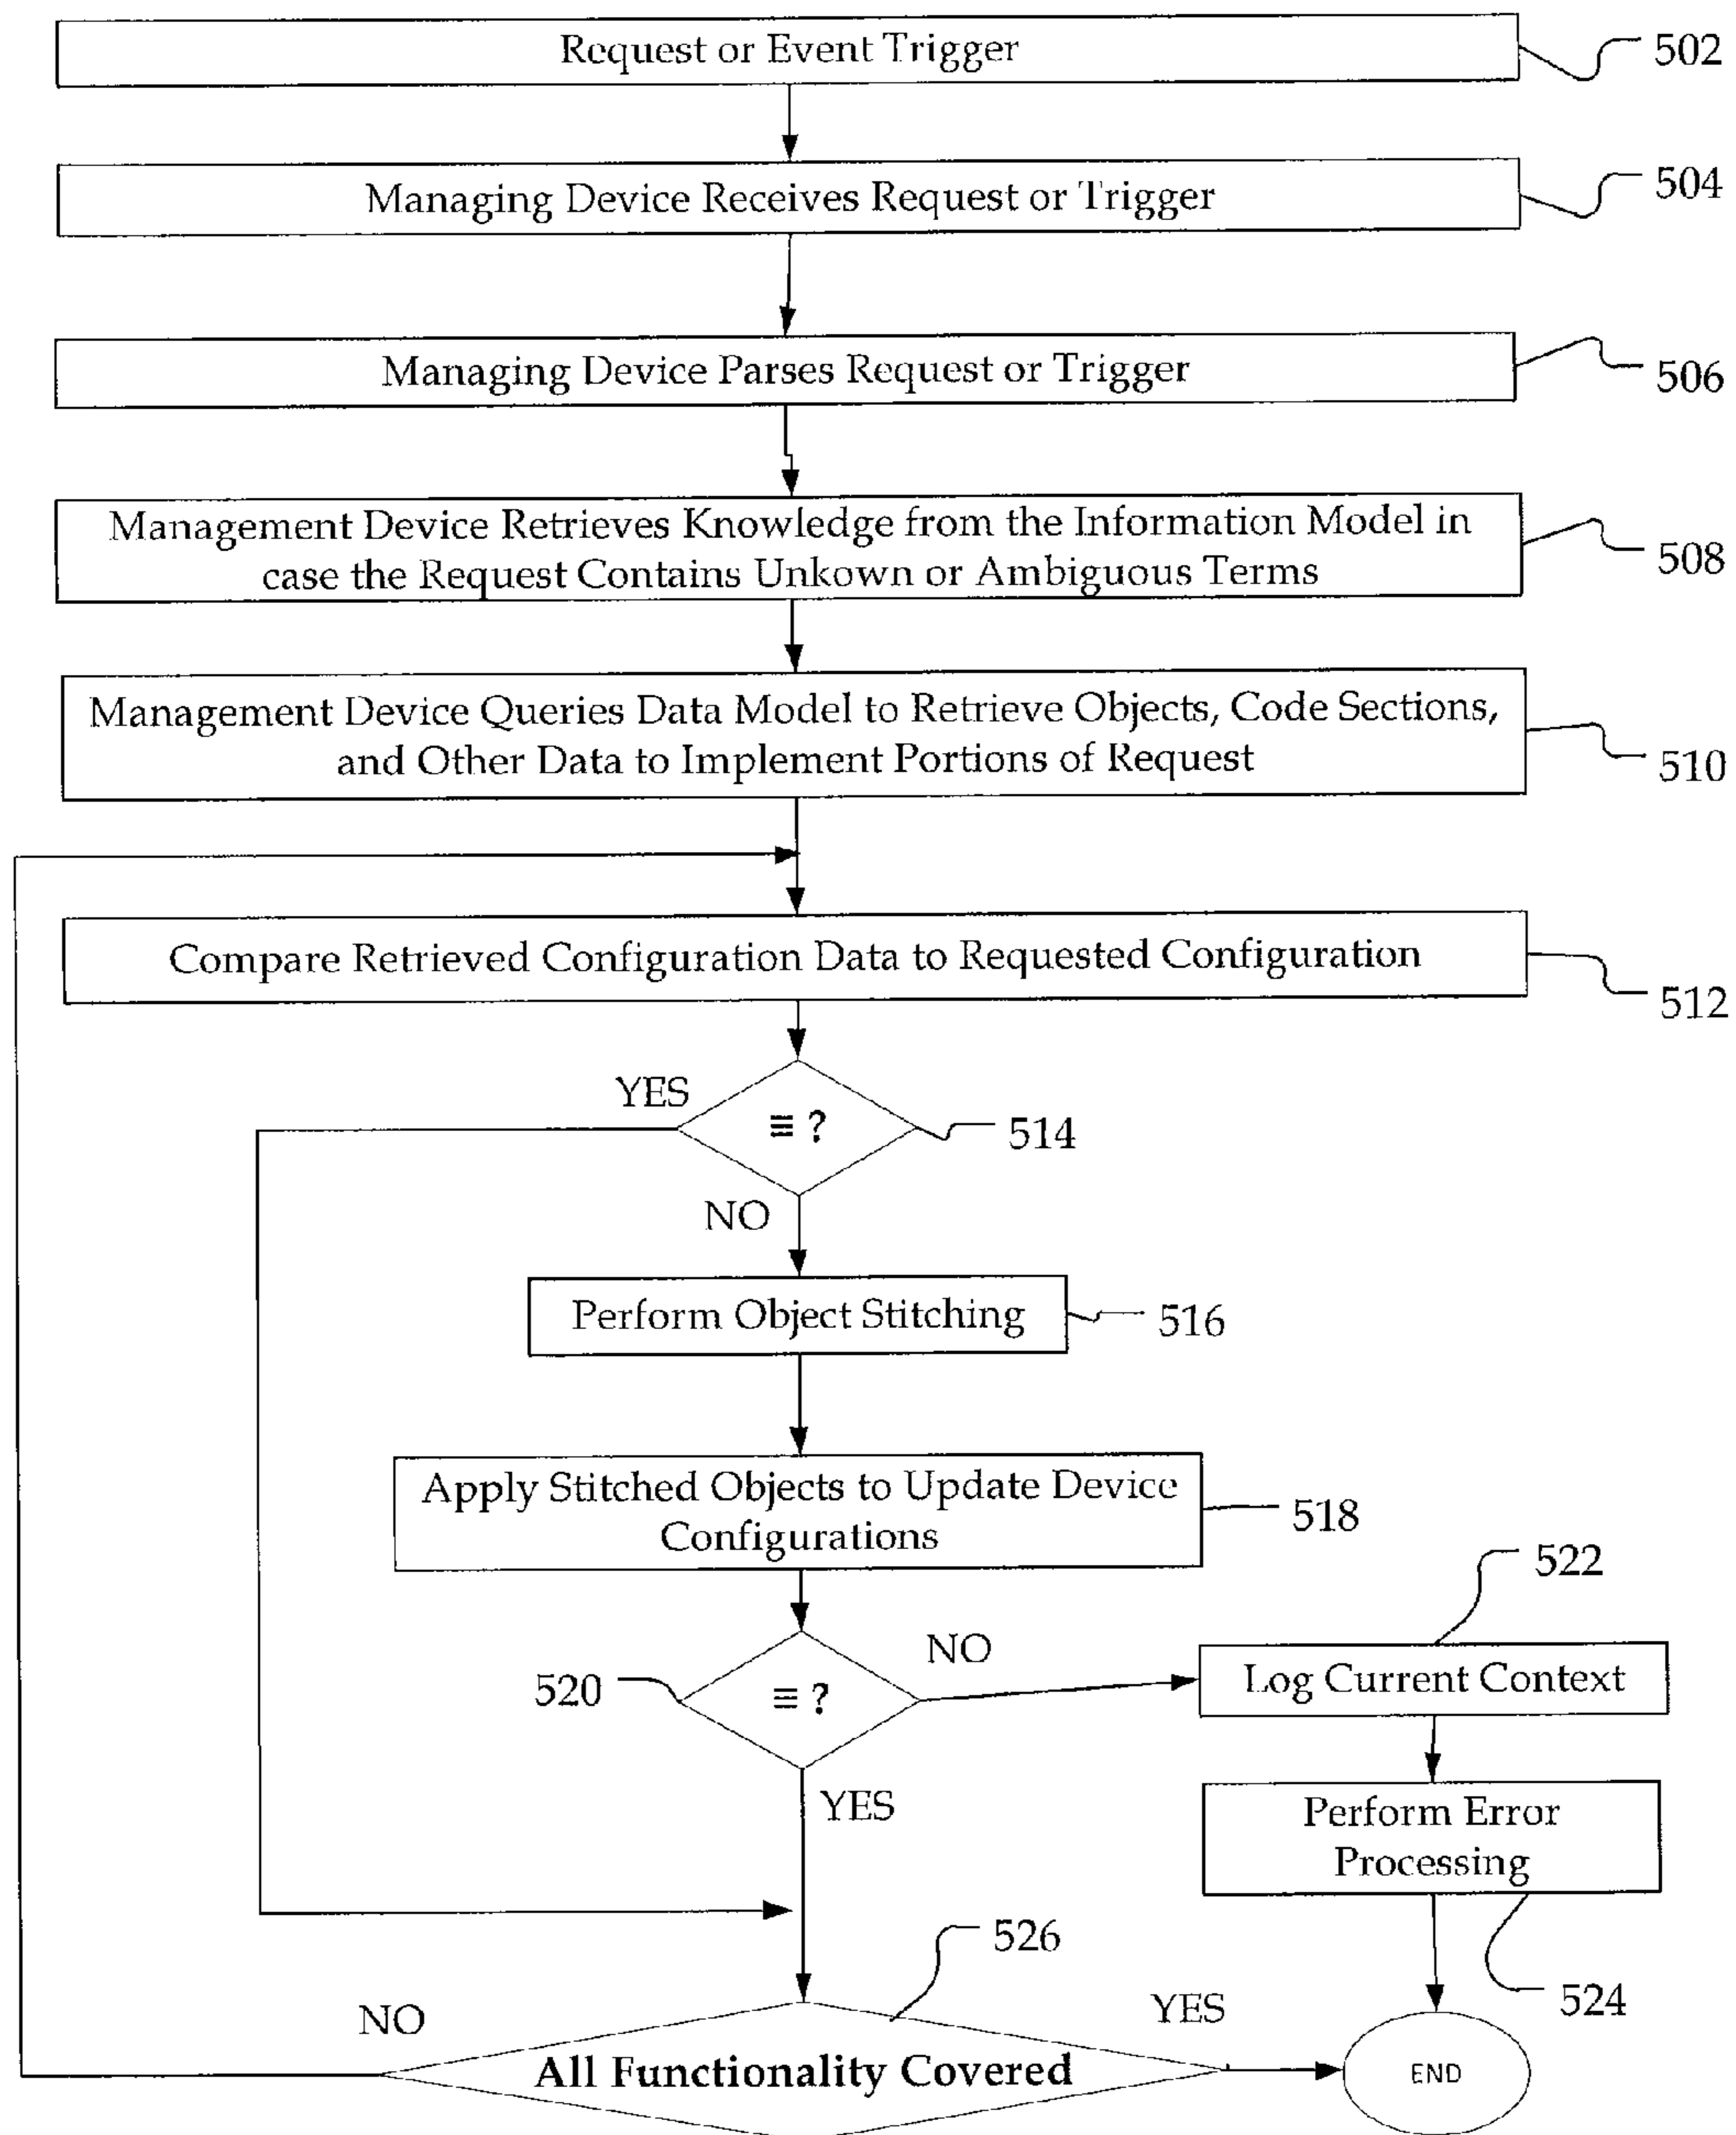 Request or Event Trigger
502
Managing Device Receives Request or Trigger
504
Managing Device Parses Request or Trigger
506
Management Device Retrieves Knowledge from the Information Model in
case the Request Contains Unkown or Ambiguous Terms
508
Management Device Queries Data Model to Retrieve Objects, Code Sections,
and Other Data to Implement Portions of Request
510
Compare Retrieved Configuration Data to Requested Configuration
512
YES
≡ ?
514
NO
Perform Object Stitching
516
Apply Stitched Objects to Update Device
Configurations
518
522
520
≡ ?
NO
Log Current Context
YES
Perform Error
Processing
524
526
NO
YES
All Functionality Covered
END